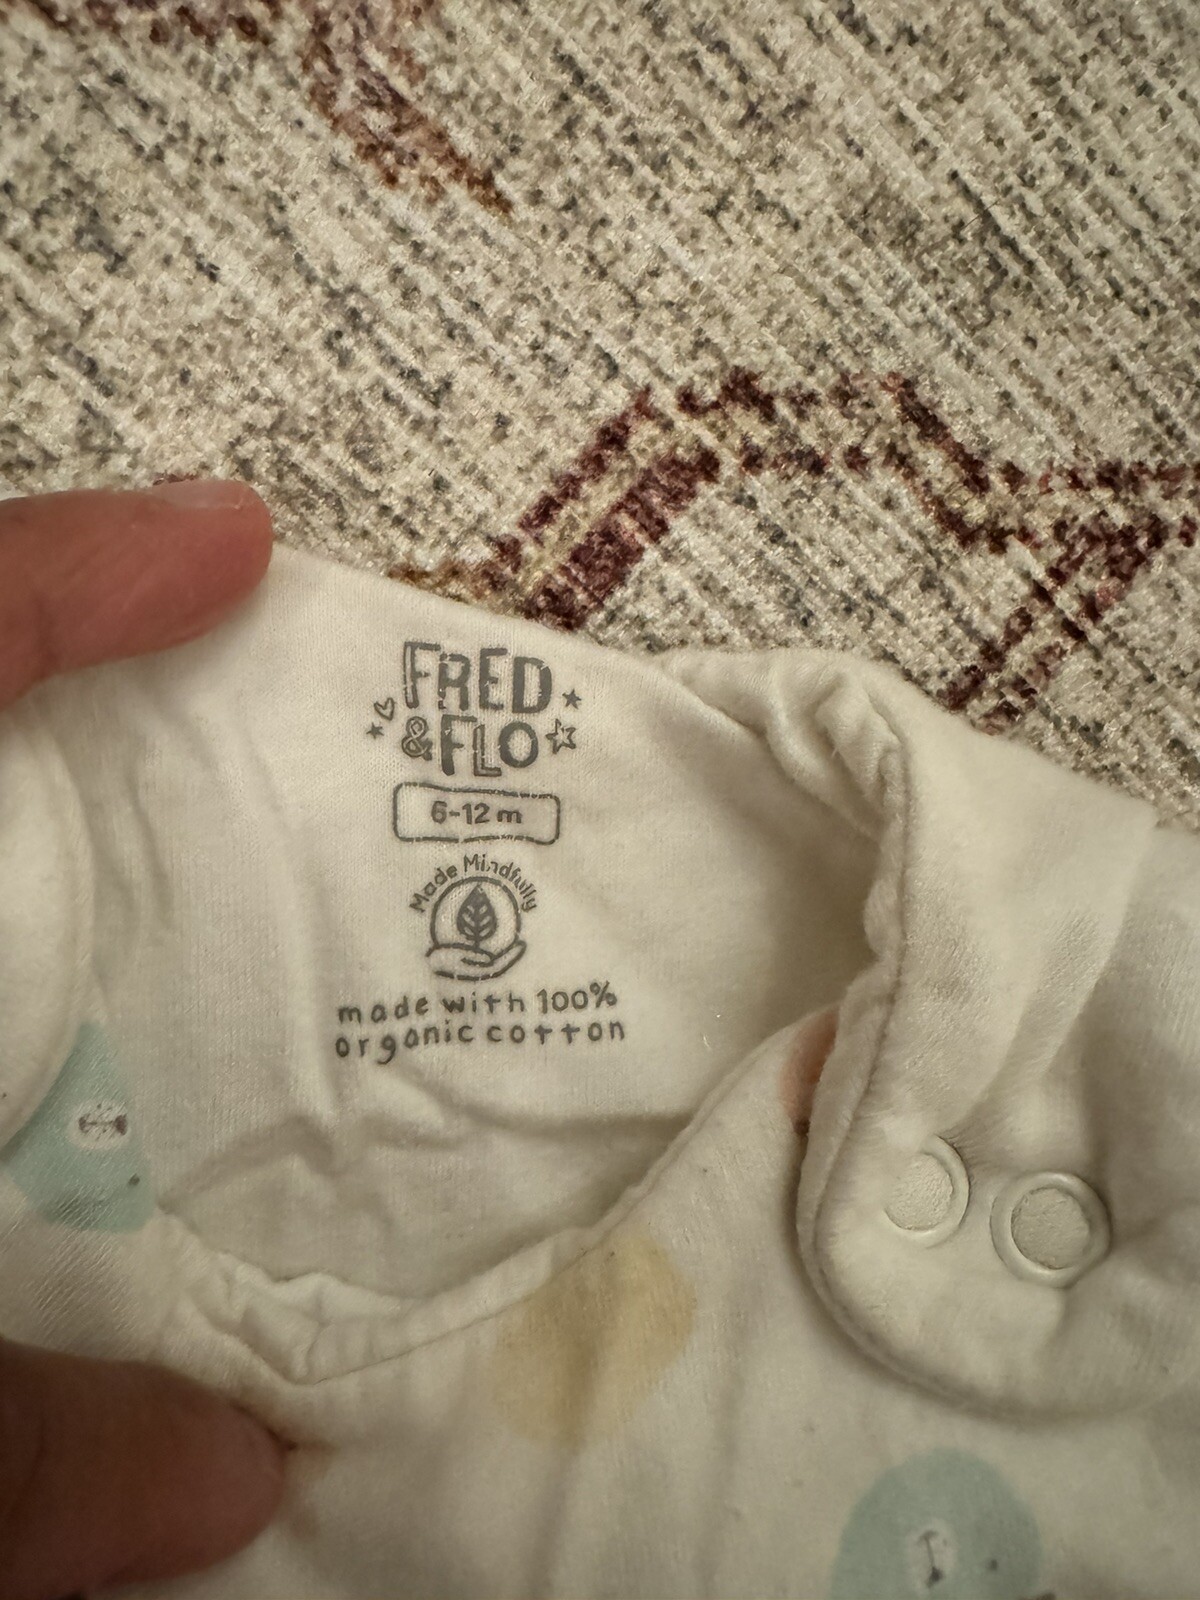 FRED
&FLO
6-12 m
Made Mindfully
made with 100%
organic cotton